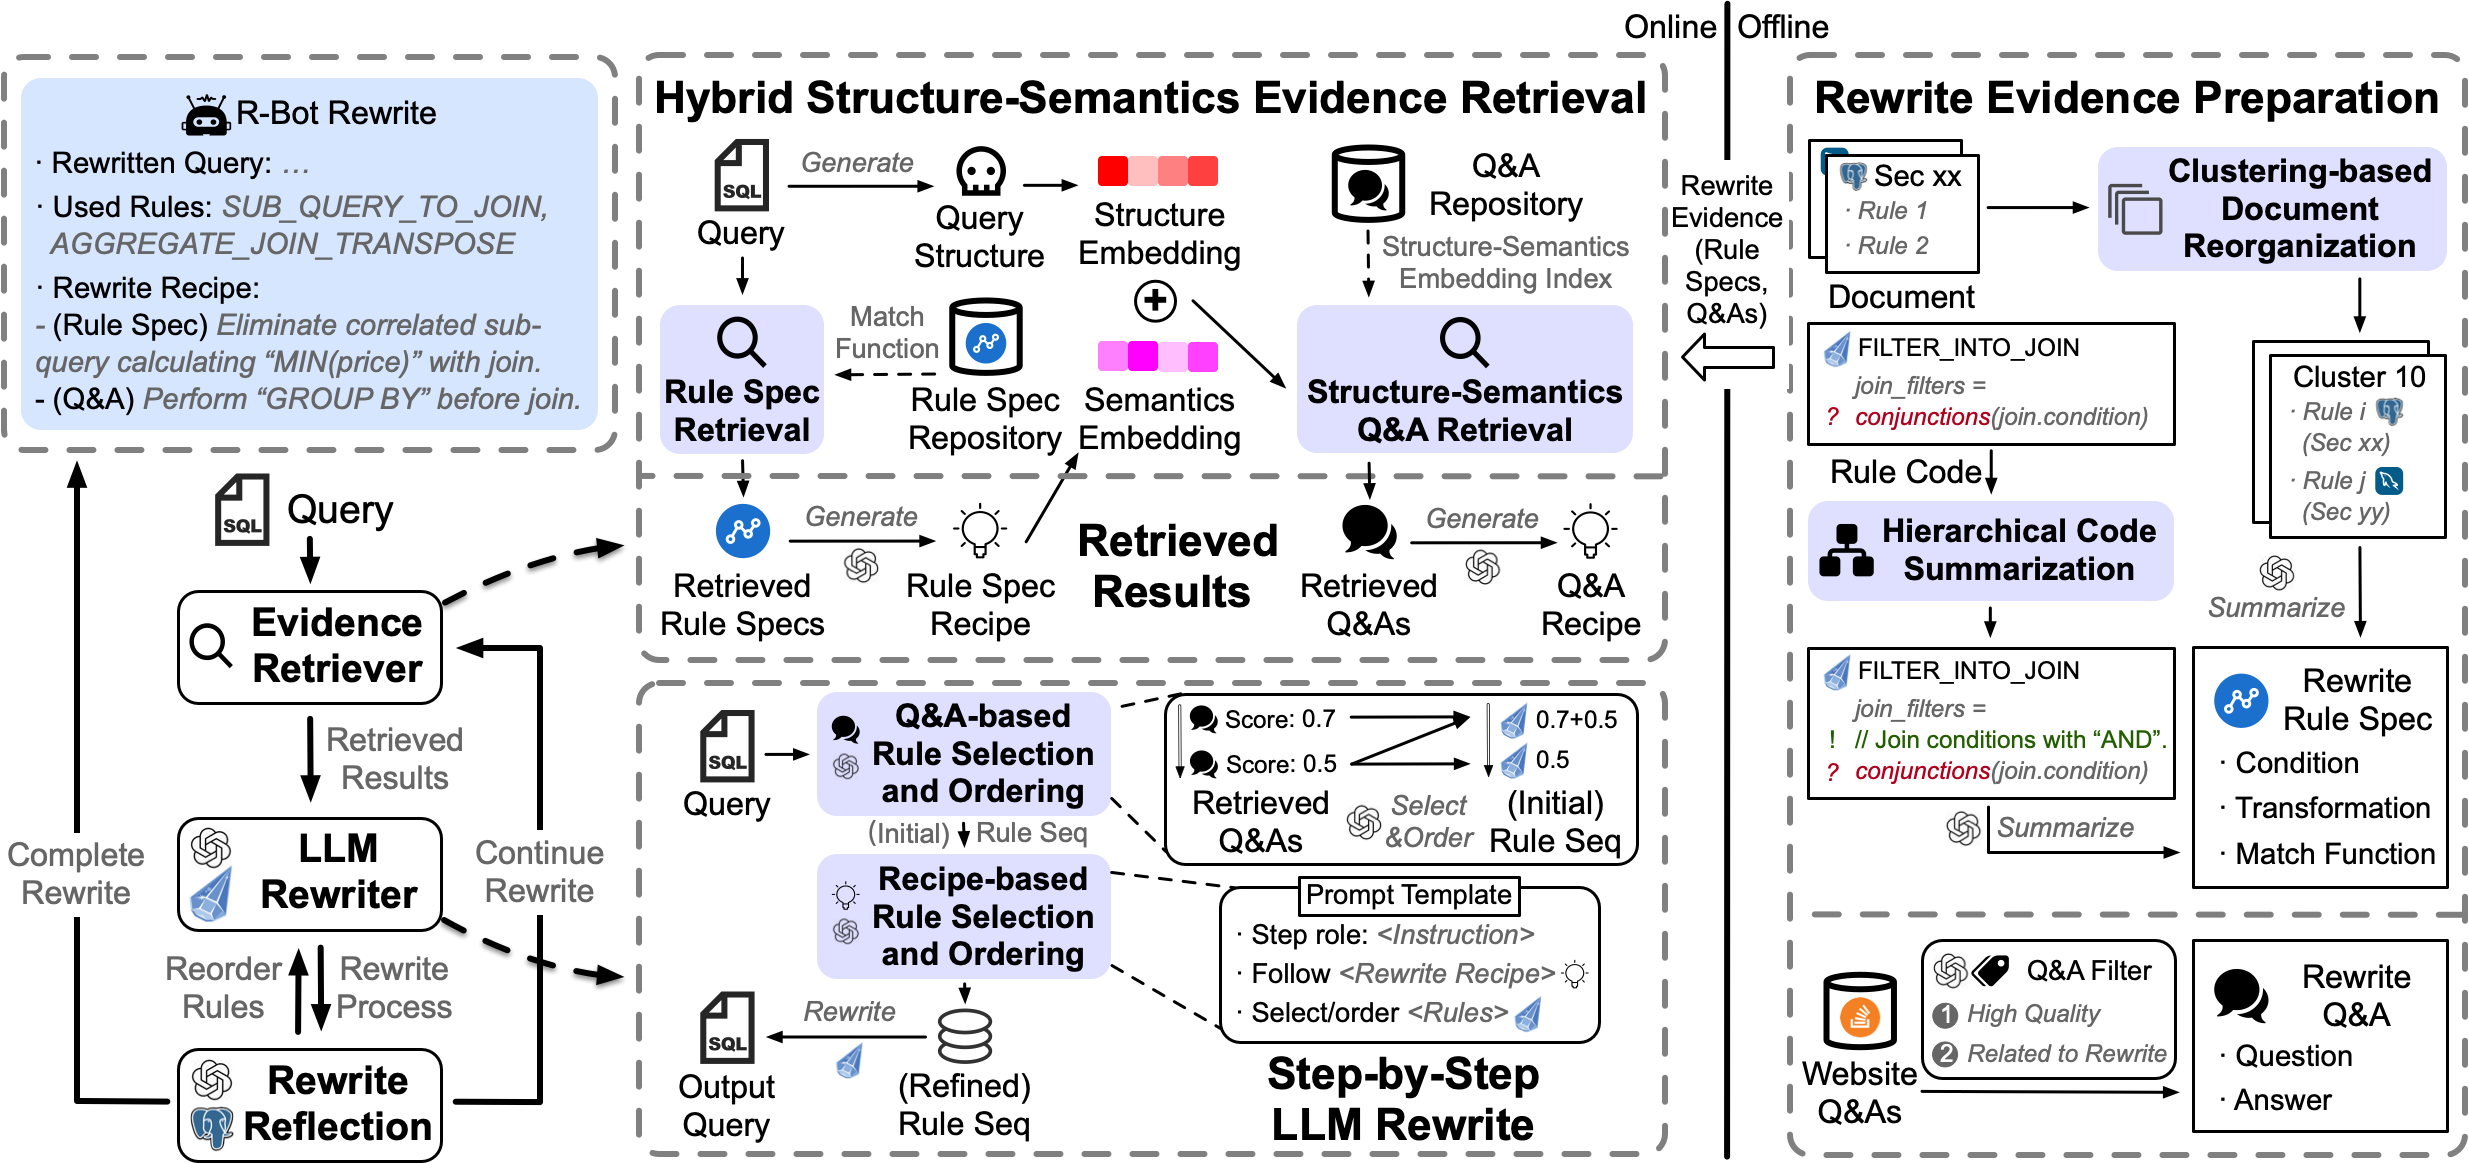 Online
Offline
R-Bot Rewrite
· Rewritten Query: ...
· Used Rules: SUB_QUERY_TO_JOIN,
AGGREGATE_JOIN_TRANSPOSE
· Rewrite Recipe:
- (Rule Spec) Eliminate correlated sub-
query calculating “MIN(price)” with join.
- (Q&A) Perform “GROUP BY” before join.
SQL
Query
Evidence
Retriever
Retrieved
Results
LLM
Rewriter
Complete
Rewrite
Continue
Rewrite
Reorder
Rules
Rewrite
Process
Rewrite
Reflection
Hybrid Structure-Semantics Evidence Retrieval
SQL
Query
Generate
Query
Structure
Structure
Embedding
Q&A
Repository
Structure-Semantics
Embedding Index
Rule Spec
Retrieval
Match
Function
Rule Spec
Repository
Semantics
Embedding
Structure-Semantics
Q&A Retrieval
Retrieved
Rule Specs
Generate
Rule Spec
Recipe
Retrieved
Results
Retrieved
Q&As
Generate
Q&A
Recipe
SQL
Query
Q&A-based
Rule Selection
and Ordering
(Initial)
Rule Seq
Score: 0.7
Score: 0.5
0.7+0.5
0.5
Retrieved
Q&As
Select
&Order
(Initial)
Rule Seq
Recipe-based
Rule Selection
and Ordering
Prompt Template
· Step role: <Instruction>
· Follow <Rewrite Recipe>
· Select/order <Rules>
SQL
Output
Query
Rewrite
(Refined)
Rule Seq
Step-by-Step
LLM Rewrite
Rewrite
Evidence
(Rule
Specs,
Q&As)
Rewrite Evidence Preparation
Sec xx
· Rule 1
· Rule 2
Document
Clustering-based
Document
Reorganization
FILTER_INTO_JOIN
join_filters =
? conjunctions(join.condition)
Rule Code
Cluster 10
· Rule i
(Sec xx)
· Rule j
(Sec yy)
Hierarchical Code
Summarization
Summarize
FILTER_INTO_JOIN
join_filters =
! // Join conditions with “AND”.
? conjunctions(join.condition)
Summarize
Rewrite
Rule Spec
· Condition
· Transformation
· Match Function
Website
Q&As
Q&A Filter
1 High Quality
2 Related to Rewrite
Rewrite
Q&A
· Question
· Answer